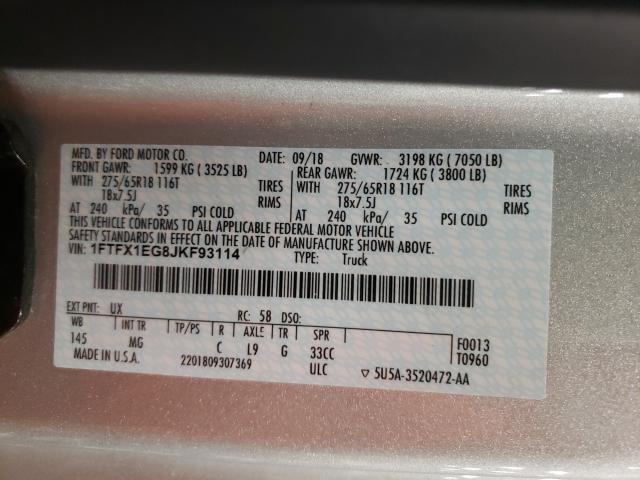 MFD. BY FORD MOTOR CO. DATE: 09/18 GVWR: 3198 KG ( 7050 LB)
FRONT GAWR: 1599 KG ( 3525 LB) REAR GAWR: 1724 KG ( 3800 LB)
WITH 275/65R18 116T TIRES WITH 275/65R18 116T TIRES
18x7.5J RIMS 18x7.5J RIMS
AT 240 kPa/ 35 PSI COLD AT 240 kPa/ 35 PSI COLD
THIS VEHICLE CONFORMS TO ALL APPLICABLE FEDERAL MOTOR VEHICLE
SAFETY STANDARDS IN EFFECT ON THE DATE OF MANUFACTURE SHOWN ABOVE.
VIN: 1FTFX1EG8JKF93114 TYPE: Truck
EXT PNT: UX RC: 58 DSO:
WB INT TR TP/PS R AXLE TR SPR
145 MG C L9 G 33CC
F0013
T0960
MADE IN U.S.A. 2201809307369 ULC ▽ 5U5A-3520472-AA